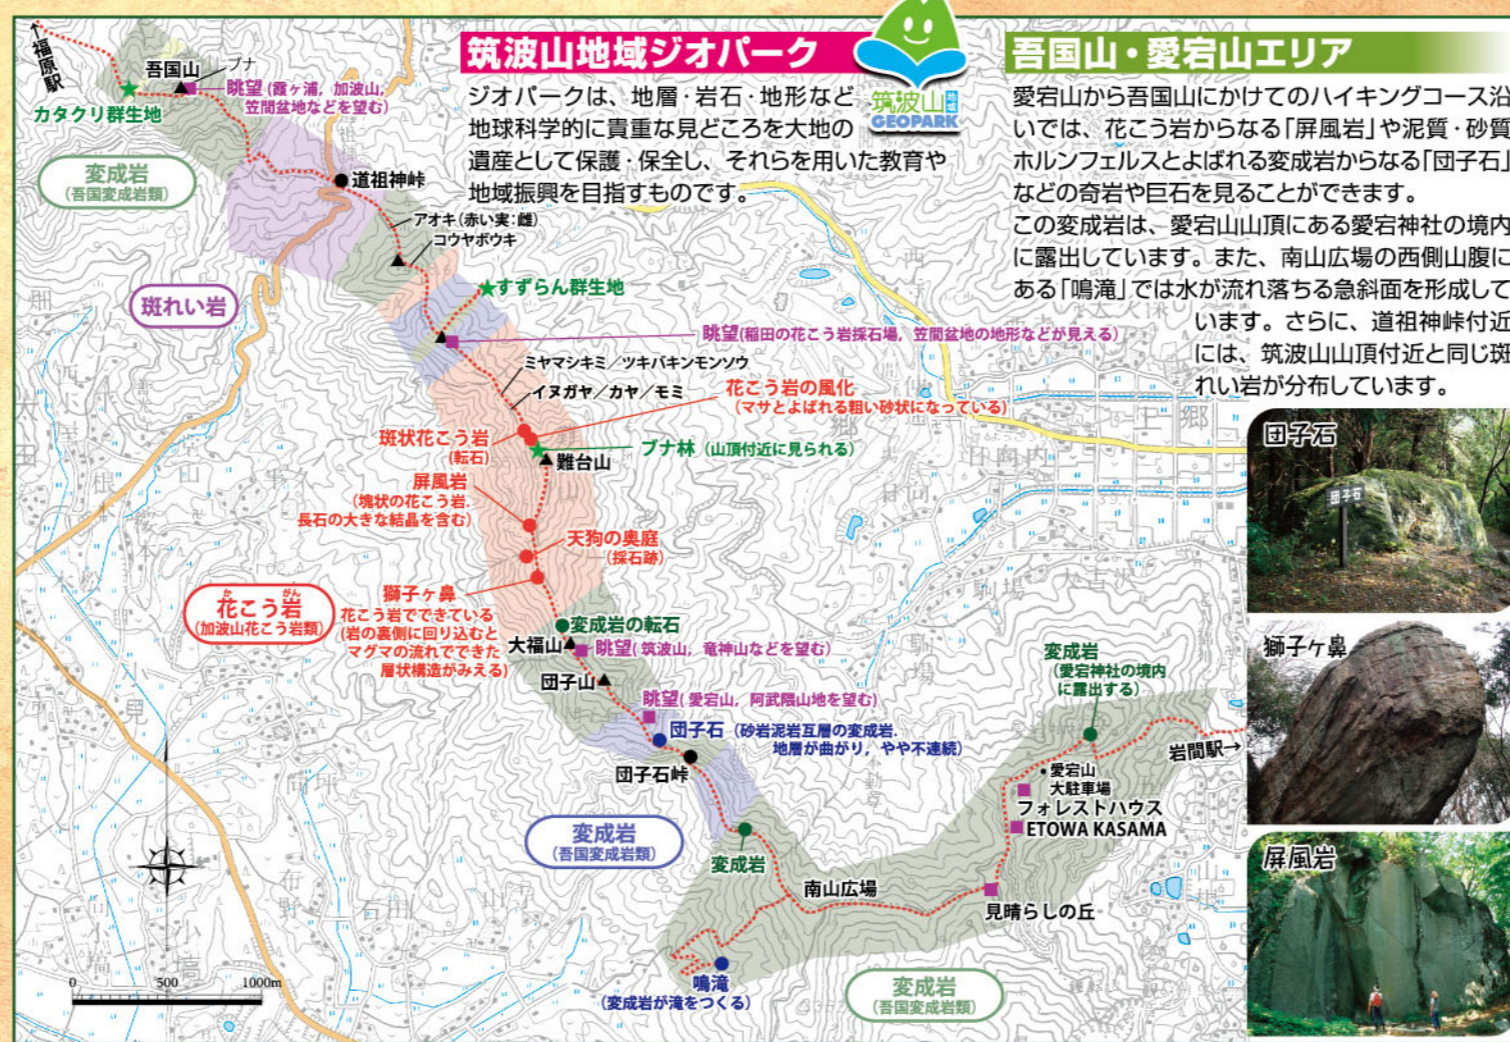 筑波山地域ジオパーク
ジオパークは、地層・岩石・地形など
地球科学的に貴重な見どころを大地の
遺産として保護・保全し、それらを用いた教育や
地域振興を目指すものです。
筑波山地域
GEOPARK
吾国山・愛宕山エリア
愛宕山から吾国山にかけてのハイキングコース沿
いでは、花こう岩からなる「屏風岩」や泥質・砂質
ホルンフェルスとよばれる変成岩からなる「団子石」
などの奇岩や巨石を見ることができます。
この変成岩は、愛宕山山頂にある愛宕神社の境内
に露出しています。また、南山広場の西側山腹に
ある「鳴滝」では水が流れ落ちる急斜面を形成して
います。さらに、道祖神峠付近
には、筑波山山頂付近と同じ斑
れい岩が分布しています。
↑福原駅
吾国山
ブナ
眺望(霞ヶ浦，加波山，
笠間盆地などを望む)
カタクリ群生地
変成岩
(吾国変成岩類)
道祖神峠
アオキ(赤い実:雌)
コウヤボウキ
斑れい岩
すずらん群生地
眺望(稲田の花こう岩採石場，笠間盆地の地形などが見える)
ミヤマシキミ／ツキバキンモンソウ
イヌガヤ／カヤ／モミ
花こう岩の風化
(マサとよばれる粗い砂状になっている)
斑状花こう岩
(転石)
ブナ林 (山頂付近に見られる)
難台山
屏風岩
(塊状の花こう岩．
長石の大きな結晶を含む)
天狗の奥庭
(採石跡)
獅子ヶ鼻
花こう岩でできている
(岩の裏側に回り込むと
マグマの流れでできた
層状構造がみえる)
か がん
花こう岩
(加波山花こう岩類)
変成岩の転石
大福山
眺望(筑波山，竜神山などを望む)
団子山
眺望(愛宕山，阿武隈山地を望む)
団子石 (砂岩泥岩互層の変成岩．
地層が曲がり，やや不連続)
団子石峠
変成岩
(吾国変成岩類)
変成岩
変成岩
(愛宕神社の境内
に露出する)
岩間駅→
愛宕山
大駐車場
フォレストハウス
ETOWA KASAMA
南山広場
見晴らしの丘
鳴滝
(変成岩が滝をつくる)
変成岩
(吾国変成岩類)
0 500 1000m
団子石
団子石
獅子ヶ鼻
屏風岩